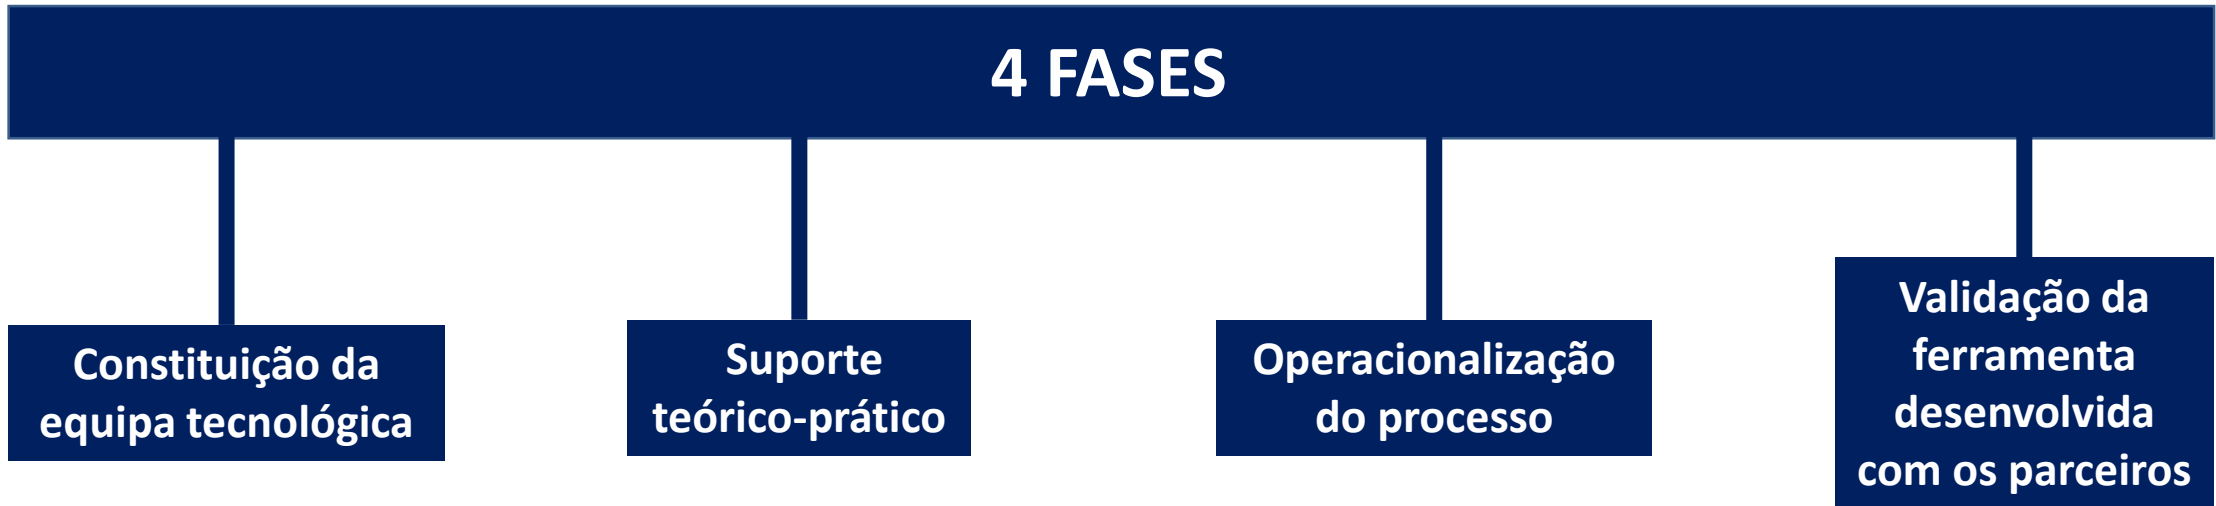 4 FASES
Constituição da
equipa tecnológica
Suporte
teórico-prático
Operacionalização
do processo
Validação da
ferramenta
desenvolvida
com os parceiros